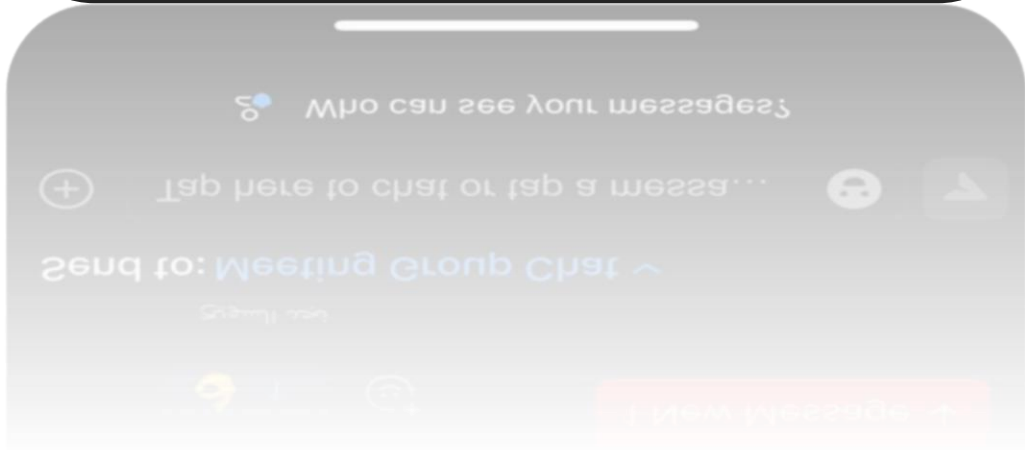 Who can see your messages?
Tap here to chat or tap a messa...
Send to: Meeting Group Chat
1 New Message